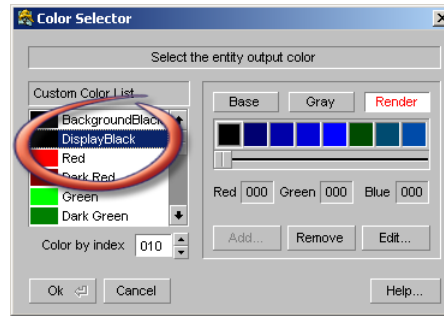 Color Selector
Select the entity output color
Custom Color List
BackgroundBlack
DisplayBlack
Red
Dark Red
Green
Dark Green
Color by index 010
Base Gray Render
Red 000 Green 000 Blue 000
Add... Remove Edit...
Ok Cancel Help...